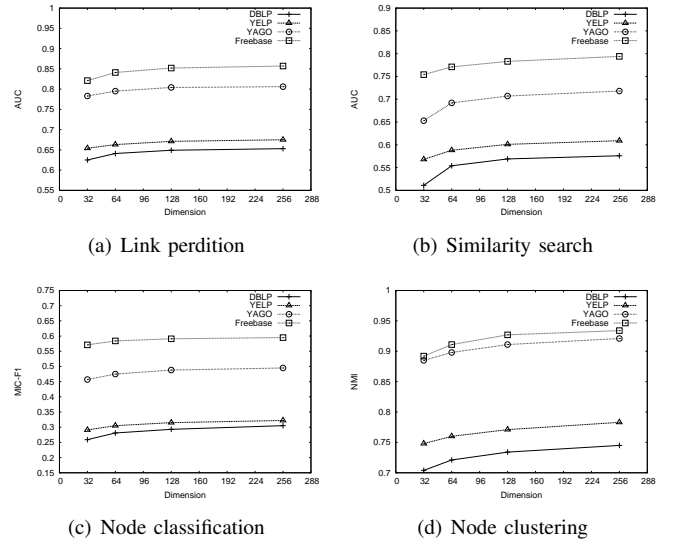 DBLP
YELP
YAGO
Freebase
1
0.95
0.9
0.85
0.8
0.75
0.7
0.65
0.6
0.55
AUC
0 32 64 96 128 160 192 224 256 288
Dimension
(a) Link perdition
DBLP
YELP
YAGO
Freebase
0.9
0.85
0.8
0.75
0.7
0.65
0.6
0.55
0.5
AUC
0 32 64 96 128 160 192 224 256 288
Dimension
(b) Similarity search
DBLP
YELP
YAGO
Freebase
0.75
0.7
0.65
0.6
0.55
0.5
0.45
0.4
0.35
0.3
0.25
0.2
0.15
MIC-F1
0 32 64 96 128 160 192 224 256 288
Dimension
(c) Node classification
DBLP
YELP
YAGO
Freebase
1
0.95
0.9
0.85
0.8
0.75
0.7
NMI
0 32 64 96 128 160 192 224 256 288
Dimension
(d) Node clustering